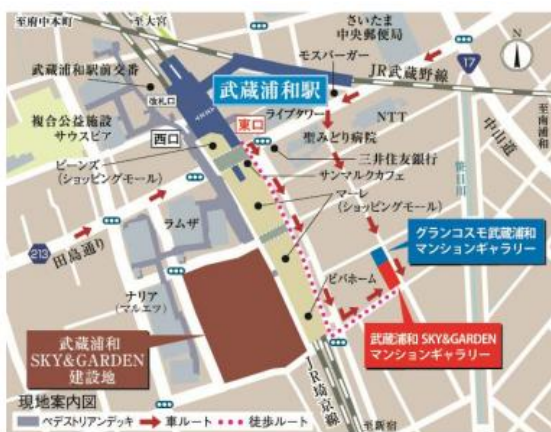 至府中本町
至大宮
さいたま
中央郵便局
モスバーガー
17
N
武蔵浦和駅前交番
JR武蔵野線
改札口
武蔵浦和駅
ライブタワー
NTT
中山道
至南浦和
複合公益施設
サウスピア
西口
東口
聖みどり病院
笹目川
ビーンズ
(ショッピングモール)
三井住友銀行
サンマルクカフェ
マーレ
(ショッピングモール)
ラムザ
213
田島通り
グランコスモ武蔵浦和
マンションギャラリー
ナリア
(マルエツ)
ビバホーム
武蔵浦和
SKY&GARDEN
建設地
武蔵浦和 SKY&GARDEN
マンションギャラリー
JR埼京線
現地案内図
ペデストリアンデッキ
車ルート
徒歩ルート
至新宿